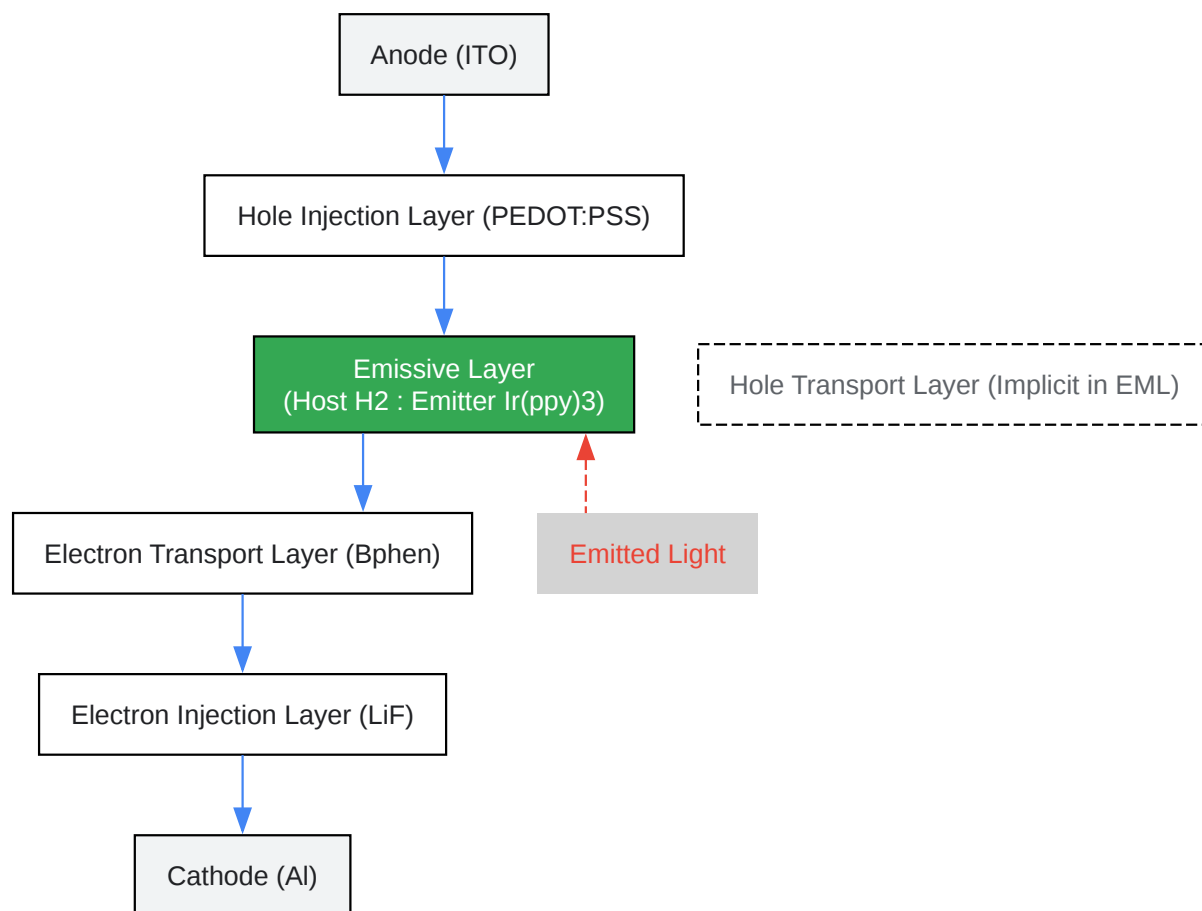 Anode (ITO)
Hole Injection Layer (PEDOT:PSS)
Emissive Layer
(Host H2 : Emitter Ir(ppy)3)
Hole Transport Layer (Implicit in EML)
Electron Transport Layer (Bphen)
Emitted Light
Electron Injection Layer (LiF)
Cathode (Al)